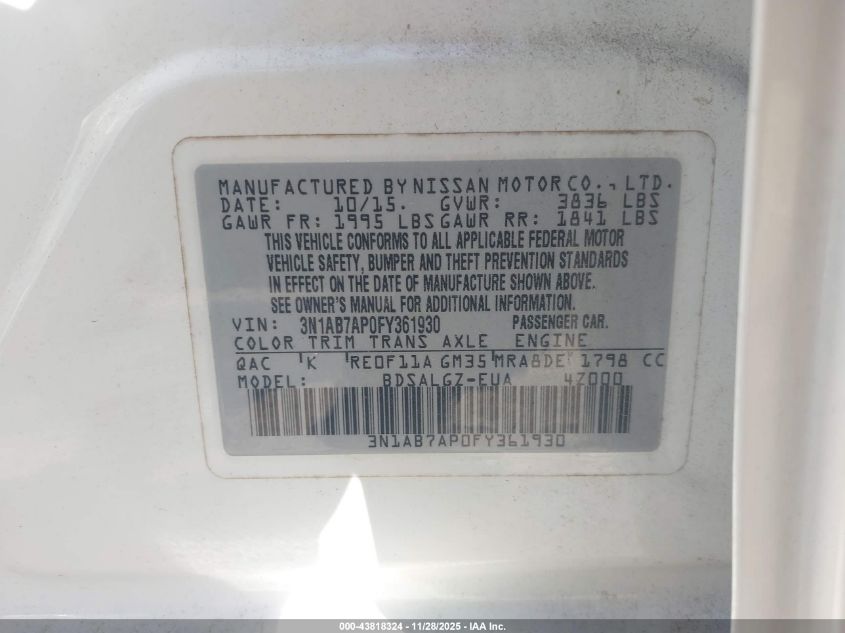 MANUFACTURED BY NISSAN MOTOR CO., LTD.
DATE: 10/15. GVWR: 3836 LBS
GAWR FR: 1995 LBS GAWR RR: 1841 LBS
THIS VEHICLE CONFORMS TO ALL APPLICABLE FEDERAL MOTOR
VEHICLE SAFETY, BUMPER AND THEFT PREVENTION STANDARDS
IN EFFECT ON THE DATE OF MANUFACTURE SHOWN ABOVE.
SEE OWNER'S MANUAL FOR ADDITIONAL INFORMATION.
VIN: 3N1AB7AP0FY361930 PASSENGER CAR.
COLOR TRIM TRANS AXLE ENGINE
QAC K RE0F11A GM35 MRA8DE 1798 CC
MODEL: BDSALGZ-EUA 4Z000
3N1AB7AP0FY361930
000-43818324 | 11/28/2025 - IAA Inc.